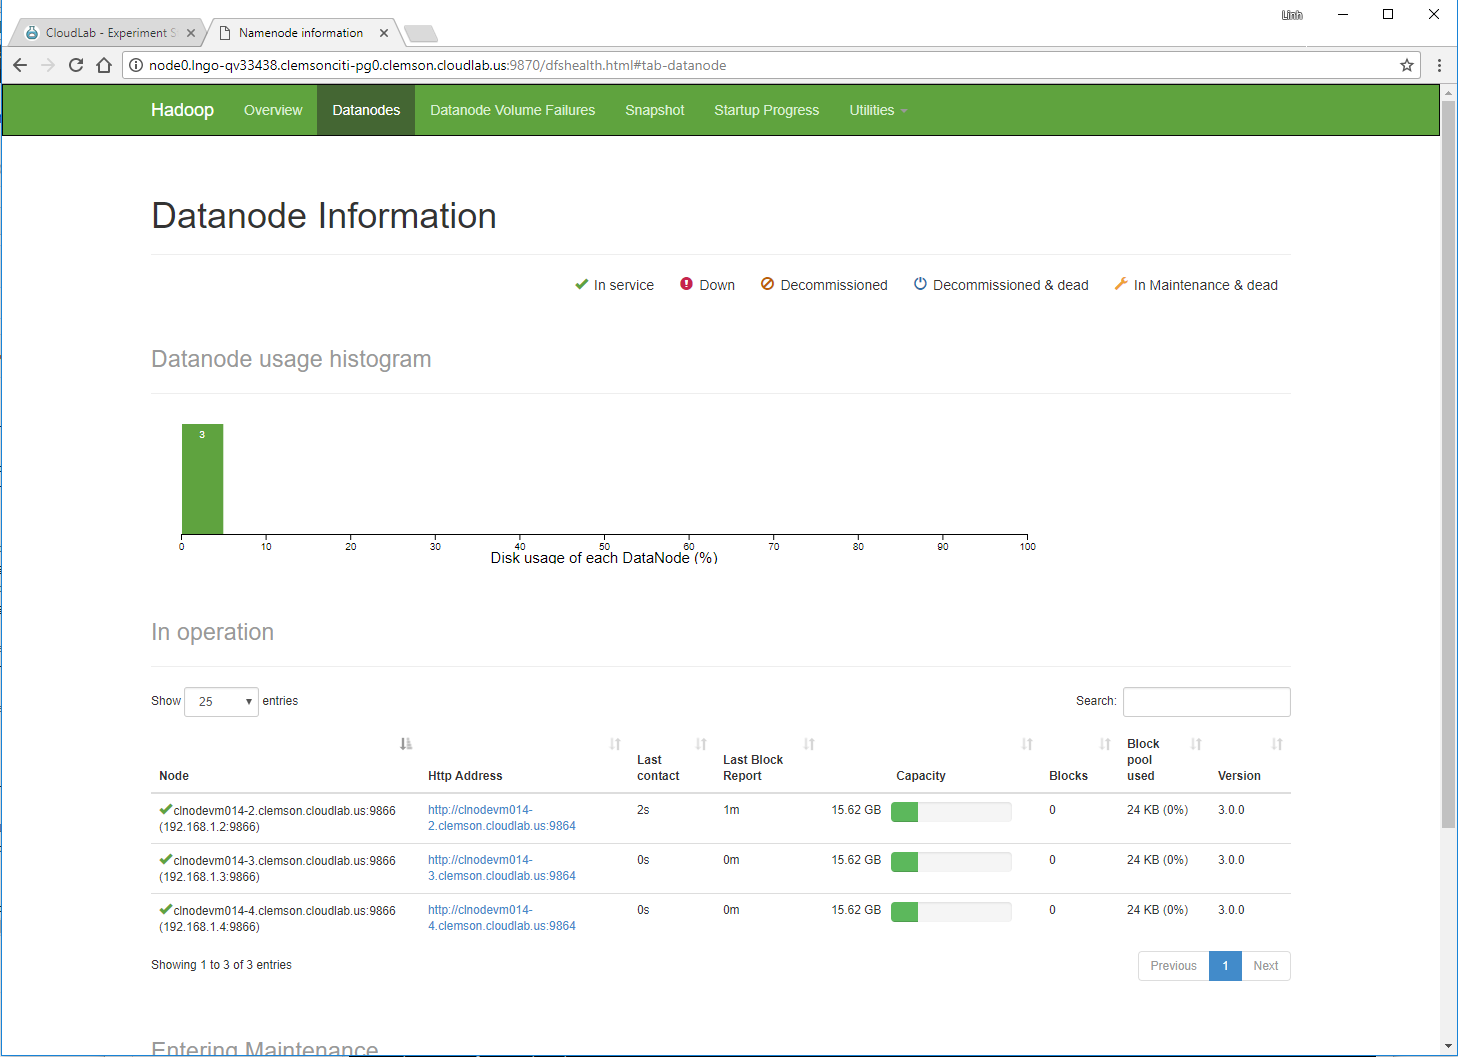 Linh
CloudLab - Experiment S
Namenode information
node0.lngo-qv33438.clemsonciti-pg0.clemson.cloudlab.us:9870/dfshealth.html#tab-datanode
Hadoop Overview Datanodes Datanode Volume Failures Snapshot Startup Progress Utilities
Datanode Information
In service Down Decommissioned Decommissioned & dead In Maintenance & dead
Datanode usage histogram
3
0 10 20 30 40 50 60 70 80 90 100
Disk usage of each DataNode (%)
In operation
Show 25 entries Search:
Node Http Address Last contact Last Block Report Capacity Blocks Block pool used Version
clnodevm014-2.clemson.cloudlab.us:9866 http://clnodevm014- 2s 1m 15.62 GB 0 24 KB (0%) 3.0.0
(192.168.1.2:9866) 2.clemson.cloudlab.us:9864
clnodevm014-3.clemson.cloudlab.us:9866 http://clnodevm014- 0s 0m 15.62 GB 0 24 KB (0%) 3.0.0
(192.168.1.3:9866) 3.clemson.cloudlab.us:9864
clnodevm014-4.clemson.cloudlab.us:9866 http://clnodevm014- 0s 0m 15.62 GB 0 24 KB (0%) 3.0.0
(192.168.1.4:9866) 4.clemson.cloudlab.us:9864
Showing 1 to 3 of 3 entries Previous 1 Next
Entering Maintenance